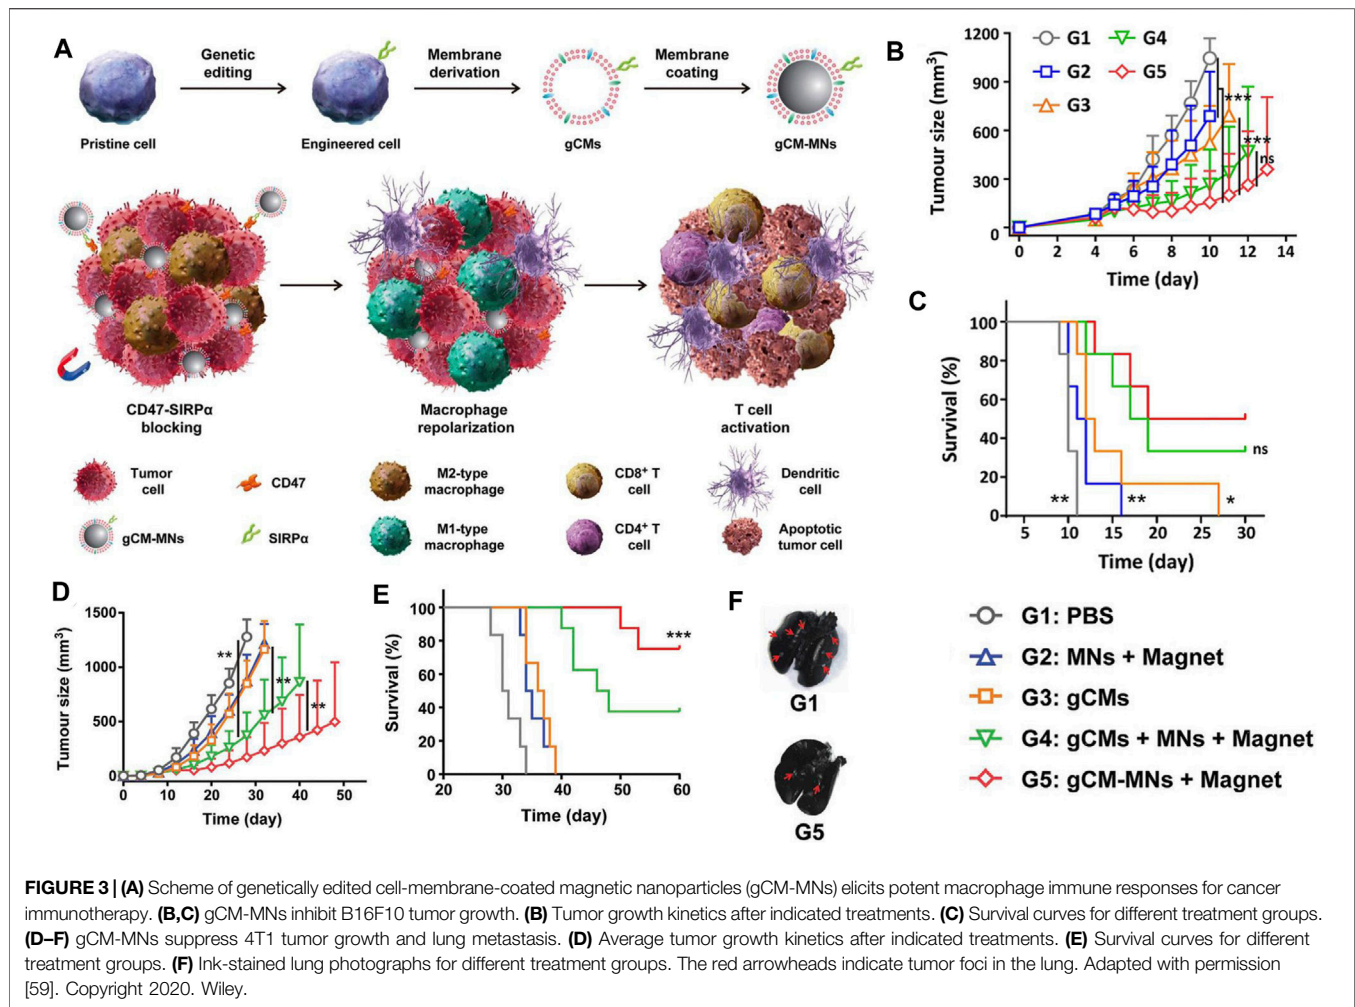 A
Genetic
editing
Membrane
derivation
Membrane
coating
Pristine cell
Engineered cell
gCMs
gCM-MNs
CD47-SIRPα
blocking
Macrophage
repolarization
T cell
activation
Tumor
cell
CD47
M2-type
macrophage
CD8+ T
cell
Dendritic
cell
gCM-MNs
SIRPα
M1-type
macrophage
CD4+ T
cell
Apoptotic
tumor cell
B
G1
G4
G2
G5
G3
Tumour size (mm³)
1200
900
600
300
0
***
***
ns
0 2 4 6 8 10 12 14
Time (day)
C
Survival (%)
100
80
60
40
20
0
ns
** ** *
5 10 15 20 25 30
Time (day)
D
Tumour size (mm³)
1500
1000
500
0
**
**
**
0 10 20 30 40 50
Time (day)
E
Survival (%)
100
80
60
40
20
0
***
20 30 40 50 60
Time (day)
F
G1
G5
G1: PBS
G2: MNs + Magnet
G3: gCMs
G4: gCMs + MNs + Magnet
G5: gCM-MNs + Magnet
FIGURE 3 | (A) Scheme of genetically edited cell-membrane-coated magnetic nanoparticles (gCM-MNs) elicits potent macrophage immune responses for cancer
immunotherapy. (B,C) gCM-MNs inhibit B16F10 tumor growth. (B) Tumor growth kinetics after indicated treatments. (C) Survival curves for different treatment groups.
(D–F) gCM-MNs suppress 4T1 tumor growth and lung metastasis. (D) Average tumor growth kinetics after indicated treatments. (E) Survival curves for different
treatment groups. (F) Ink-stained lung photographs for different treatment groups. The red arrowheads indicate tumor foci in the lung. Adapted with permission
[59]. Copyright 2020. Wiley.